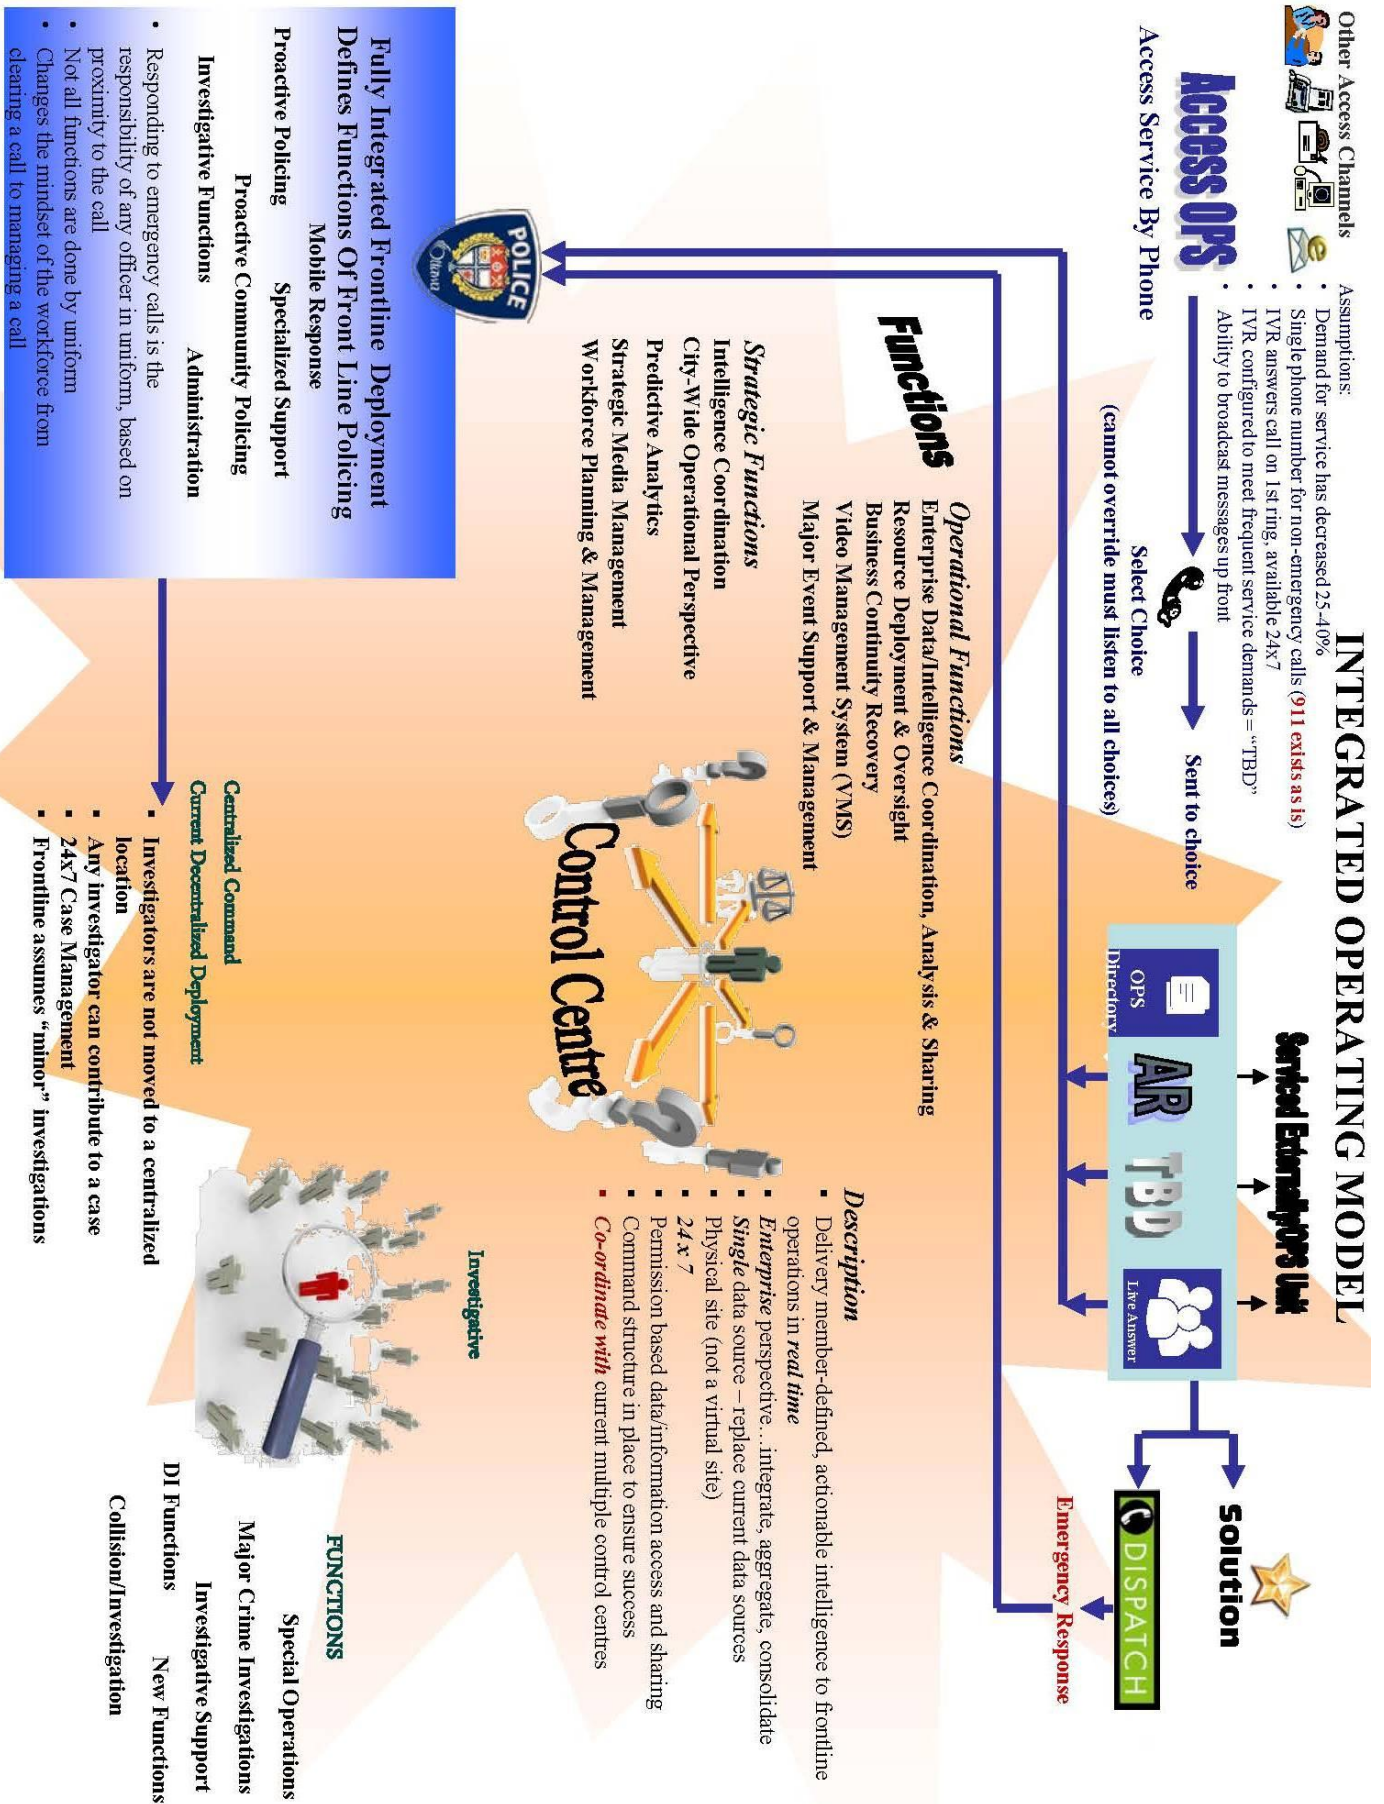 INTEGRATED OPERATING MODEL
Other Access Channels
Access OPS
Access Service By Phone
Assumptions:
• Demand for service has decreased 25-40%
• Single phone number for non-emergency calls (911 exists as is)
• IVR answers call on 1st ring, available 24x7
• IVR configured to meet frequent service demands = “TBD”
• Ability to broadcast messages up front
Select Choice
(cannot override must listen to all choices)
Sent to choice
Serviced Externally/OPS Unit
OPS
Directory
AR
TBD
Live Answer
Solution
DISPATCH
Emergency Response
Functions
Operational Functions
Enterprise Data/Intelligence Coordination, Analysis & Sharing
Resource Deployment & Oversight
Business Continuity Recovery
Video Management System (VMS)
Major Event Support & Management
Strategic Functions
Intelligence Coordination
City-Wide Operational Perspective
Predictive Analytics
Strategic Media Management
Workforce Planning & Management
Control Centre
Description
▪ Delivery member-defined, actionable intelligence to frontline
operations in real time
▪ Enterprise perspective…integrate, aggregate, consolidate
▪ Single data source – replace current data sources
▪ Physical site (not a virtual site)
▪ 24 x 7
▪ Permission based data/information access and sharing
▪ Command structure in place to ensure success
▪ Co-ordinate with current multiple control centres
POLICE
Ottawa
Fully Integrated Frontline Deployment
Defines Functions Of Front Line Policing
Mobile Response
Proactive Policing
Specialized Support
Proactive Community Policing
Investigative Functions
Administration
• Responding to emergency calls is the
responsibility of any officer in uniform, based on
proximity to the call
• Not all functions are done by uniform
• Changes the mindset of the workforce from
clearing a call to managing a call
Centralized Command
Current Decentralized Deployment
▪ Investigators are not moved to a centralized
location
▪ Any investigator can contribute to a case
▪ 24x7 Case Management
▪ Frontline assumes “minor” investigations
Investigative
FUNCTIONS
Special Operations
Major Crime Investigations
Investigative Support
DI Functions
New Functions
Collision/Investigation